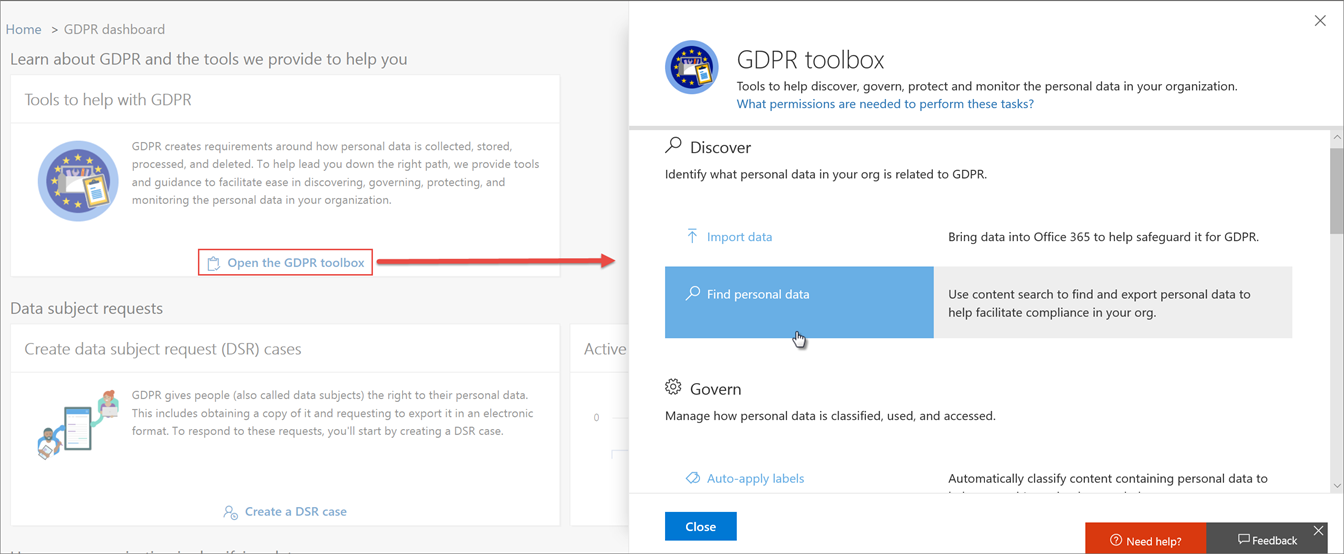 Home > GDPR dashboard
Learn about GDPR and the tools we provide to help you
Tools to help with GDPR
GDPR creates requirements around how personal data is collected, stored,
processed, and deleted. To help lead you down the right path, we provide tools
and guidance to facilitate ease in discovering, governing, protecting, and
monitoring the personal data in your organization.
Open the GDPR toolbox
Data subject requests
Create data subject request (DSR) cases
GDPR gives people (also called data subjects) the right to their personal data.
This includes obtaining a copy of it and requesting to export it in an electronic
format. To respond to these requests, you'll start by creating a DSR case.
Create a DSR case
Active
0
GDPR toolbox
Tools to help discover, govern, protect and monitor the personal data in your organization.
What permissions are needed to perform these tasks?
Discover
Identify what personal data in your org is related to GDPR.
Import data
Bring data into Office 365 to help safeguard it for GDPR.
Find personal data
Use content search to find and export personal data to
help facilitate compliance in your org.
Govern
Manage how personal data is classified, used, and accessed.
Auto-apply labels
Automatically classify content containing personal data to
Close
Need help?
Feedback